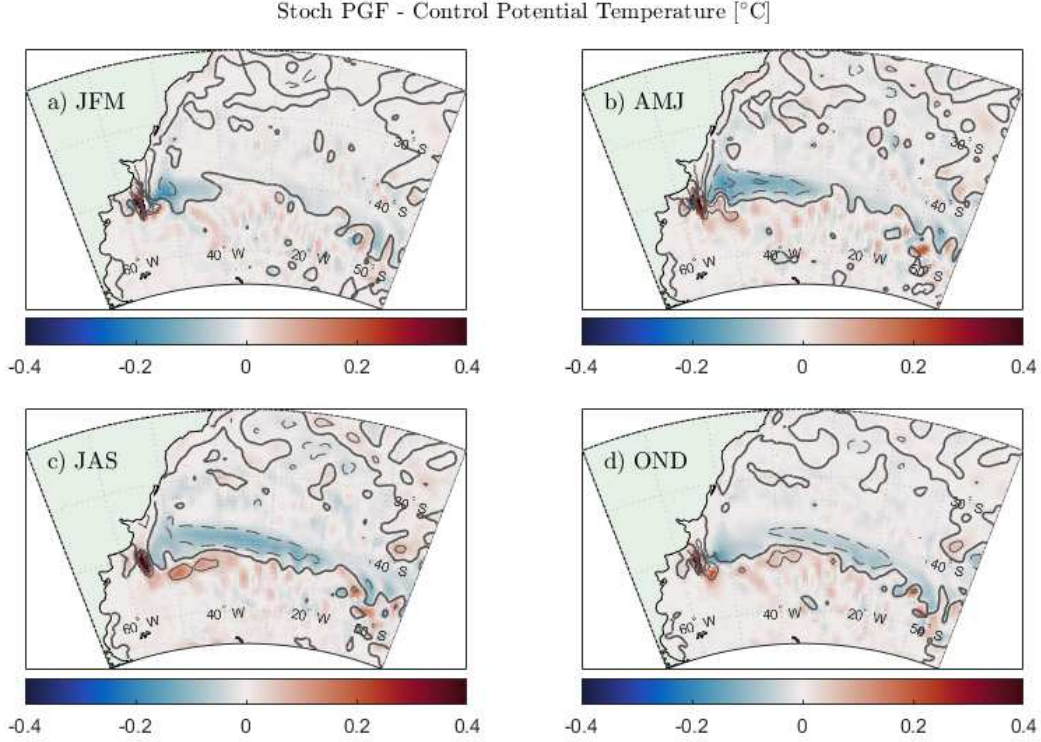 Stoch PGF - Control Potential Temperature [°C]
a) JFM
30° S
40° S
40° W
20° W
60° W
50° S
-0.4 -0.2 0 0.2 0.4
b) AMJ
30° S
40° S
40° W
20° W
60° W
50° S
-0.4 -0.2 0 0.2 0.4
c) JAS
30° S
40° S
40° W
20° W
60° W
50° S
-0.4 -0.2 0 0.2 0.4
d) OND
30° S
40° S
40° W
20° W
60° W
50° S
-0.4 -0.2 0 0.2 0.4